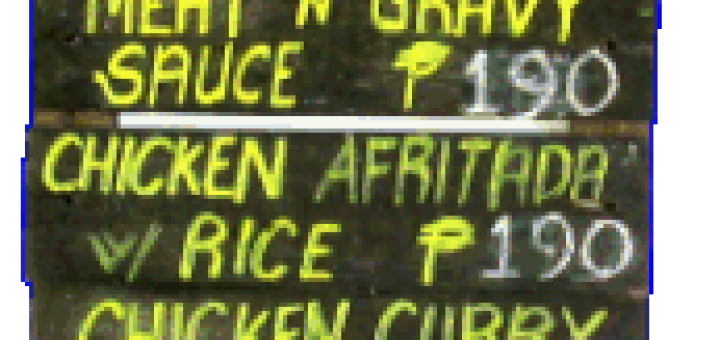 MEAT N GRAVY
SAUCE ₱190
CHICKEN AFRITADA
w/ RICE ₱190
CHICKEN CURRY